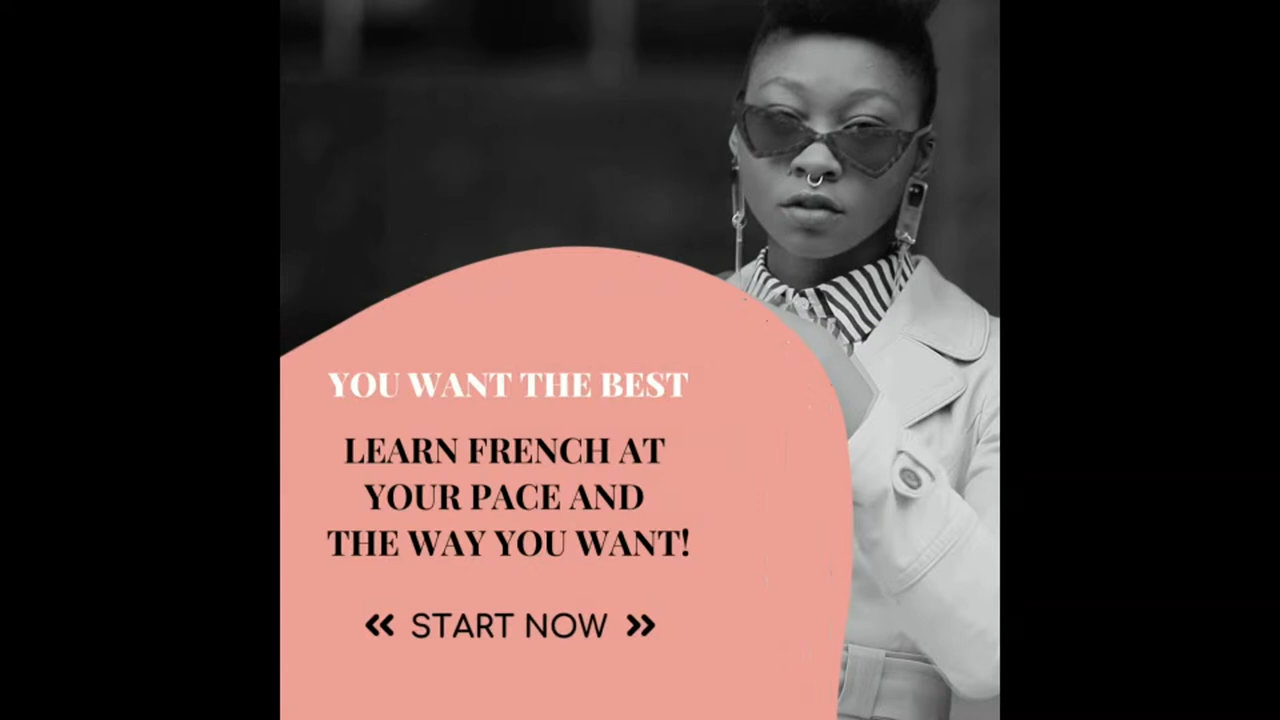 YOU WANT THE BEST
LEARN FRENCH AT
YOUR PACE AND
THE WAY YOU WANT!
« START NOW »